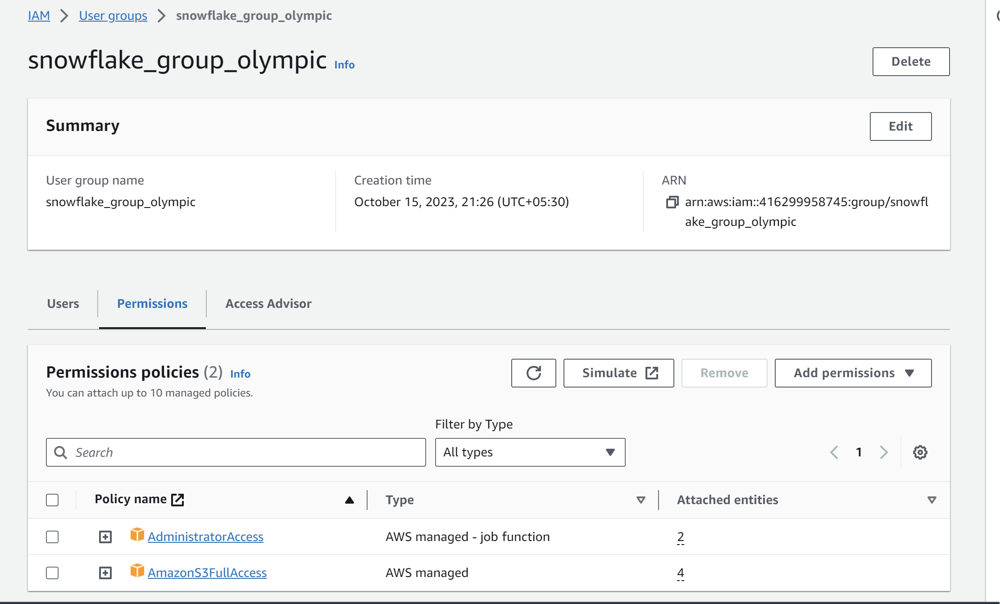 IAM > User groups > snowflake_group_olympic
snowflake_group_olympic Info
Delete
Summary
Edit
User group name
snowflake_group_olympic
Creation time
October 15, 2023, 21:26 (UTC+05:30)
ARN
arn:aws:iam::416299958745:group/snowfl
ake_group_olympic
Users
Permissions
Access Advisor
Permissions policies (2) Info
You can attach up to 10 managed policies.
Simulate
Remove
Add permissions
Filter by Type
Search
All types
1
Policy name
Type
Attached entities
AdministratorAccess
AWS managed - job function
2
AmazonS3FullAccess
AWS managed
4